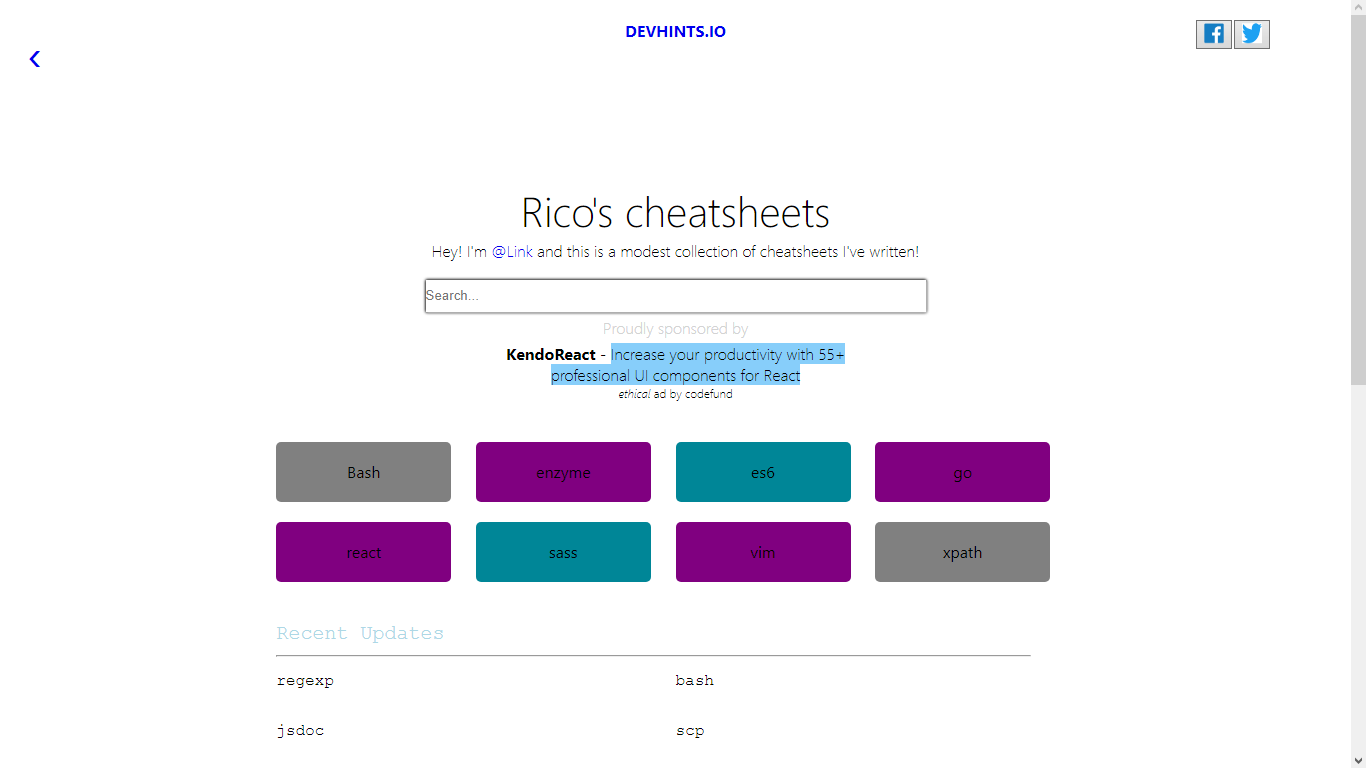 DEVHINTS.IO
Rico's cheatsheets
Hey! I'm @Link and this is a modest collection of cheatsheets I've written!
Search...
Proudly sponsored by
KendoReact - Increase your productivity with 55+
professional UI components for React
ethical ad by codefund
Bash enzyme es6 go
react sass vim xpath
Recent Updates
regexp bash
jsdoc scp